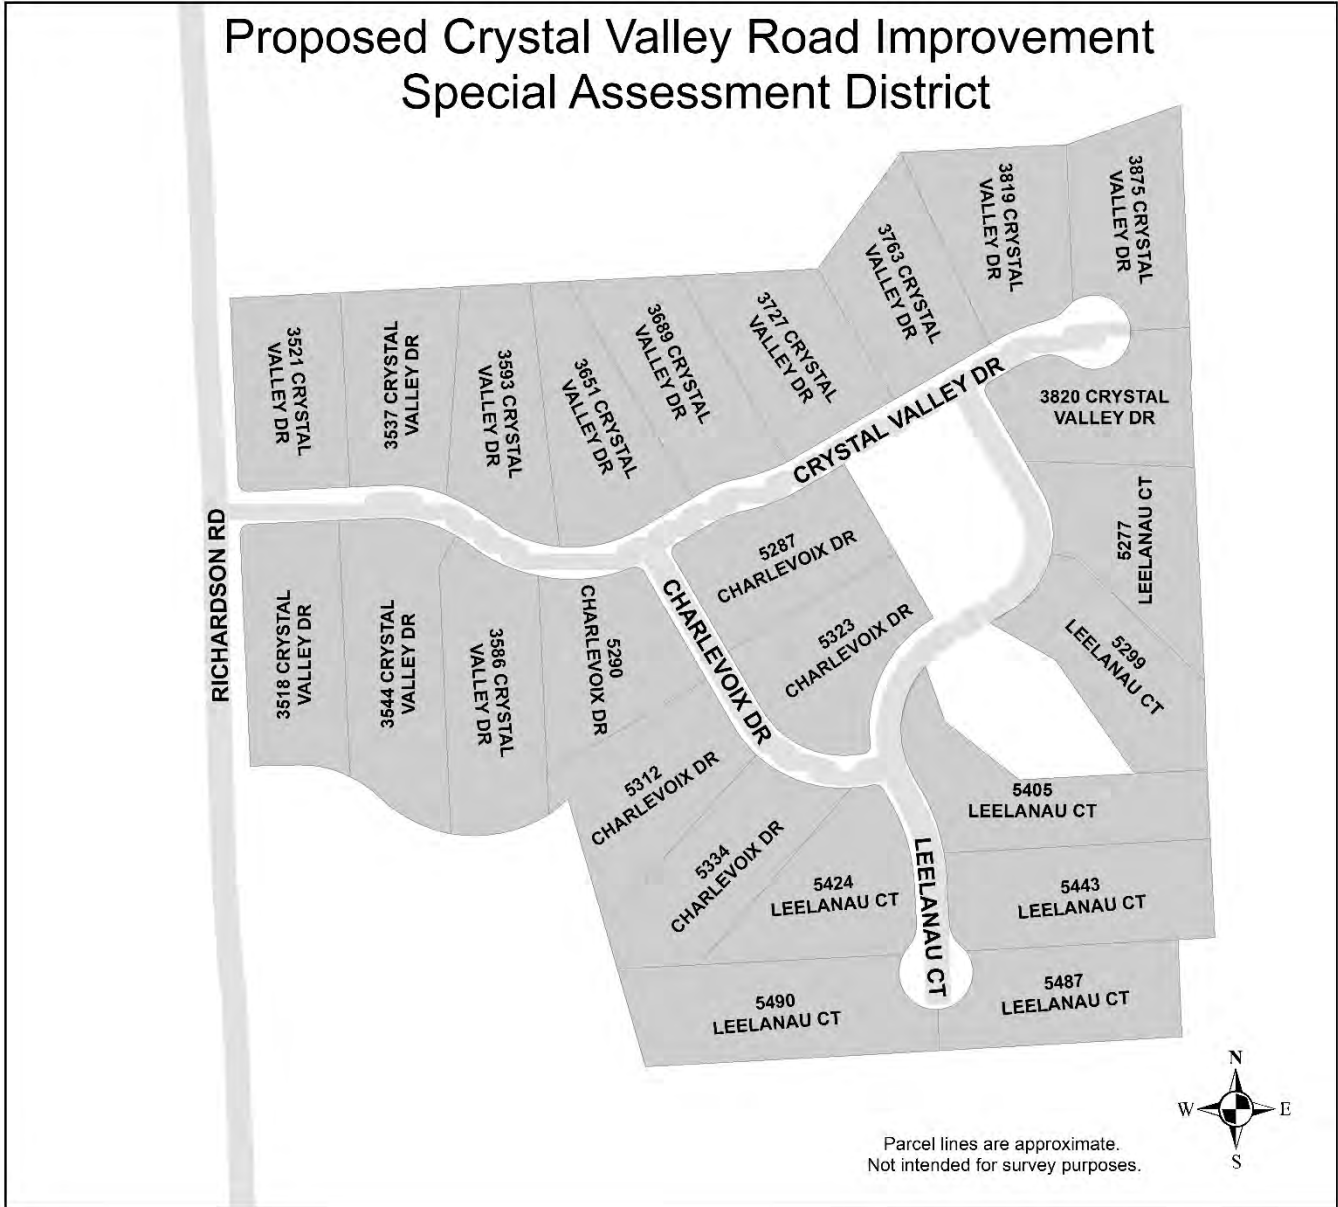 Proposed Crystal Valley Road Improvement
Special Assessment District
3875 CRYSTAL
VALLEY DR
3819 CRYSTAL
VALLEY DR
3763 CRYSTAL
VALLEY DR
3727 CRYSTAL
VALLEY DR
3689 CRYSTAL
VALLEY DR
3651 CRYSTAL
VALLEY DR
3593 CRYSTAL
VALLEY DR
3537 CRYSTAL
VALLEY DR
3521 CRYSTAL
VALLEY DR
3820 CRYSTAL
VALLEY DR
CRYSTAL VALLEY DR
5277
LEELANAU CT
5287
CHARLEVOIX DR
RICHARDSON RD
3518 CRYSTAL
VALLEY DR
3544 CRYSTAL
VALLEY DR
3586 CRYSTAL
VALLEY DR
5290
CHARLEVOIX DR
CHARLEVOIX DR
5323
CHARLEVOIX DR
5299
LEELANAU CT
5312
CHARLEVOIX DR
5334
CHARLEVOIX DR
5405
LEELANAU CT
5424
LEELANAU CT
LEELANAU CT
5443
LEELANAU CT
5490
LEELANAU CT
5487
LEELANAU CT
N
W
E
S
Parcel lines are approximate.
Not intended for survey purposes.